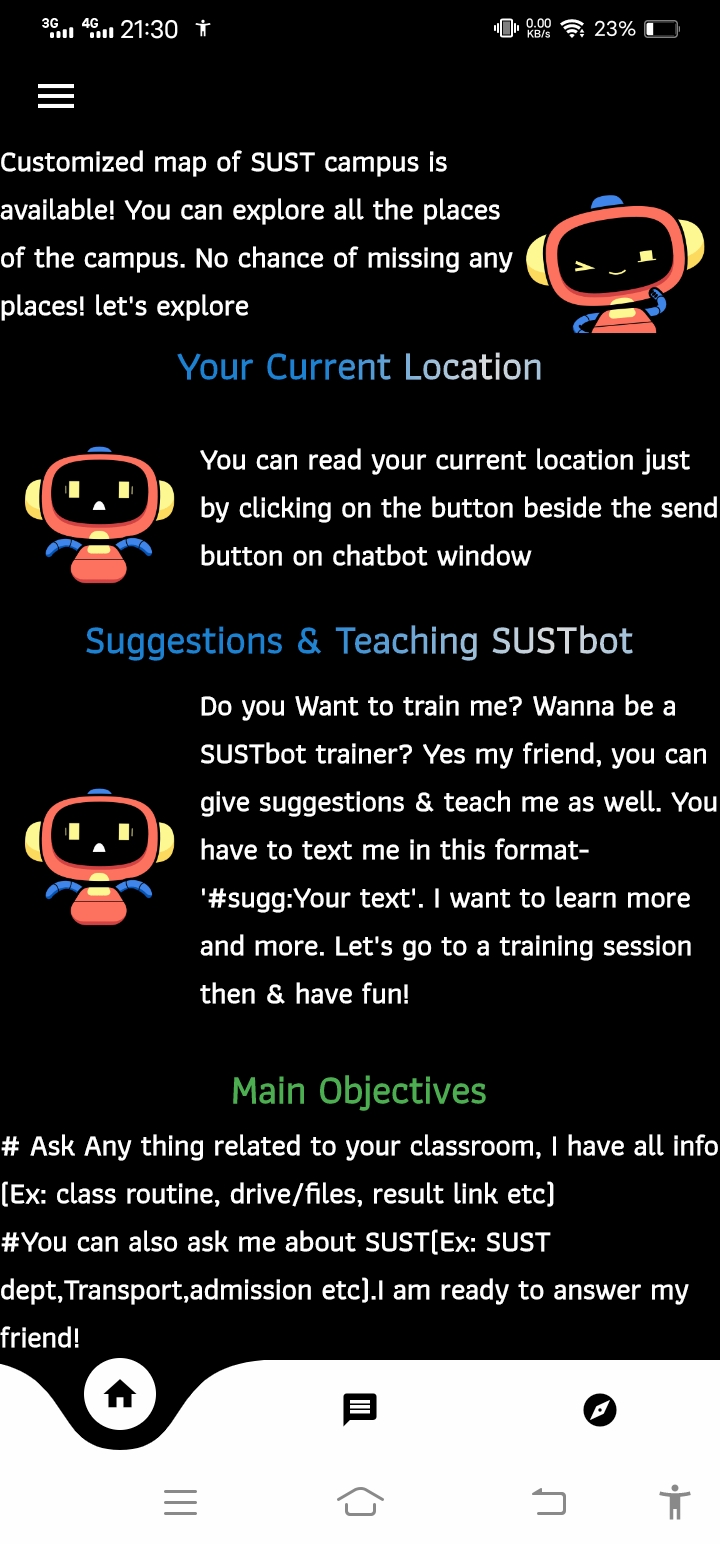 3G 4G 21:30 0.00 KB/s 23%
Customized map of SUST campus is
available! You can explore all the places
of the campus. No chance of missing any
places! let's explore
Your Current Location
You can read your current location just
by clicking on the button beside the send
button on chatbot window
Suggestions & Teaching SUSTbot
Do you Want to train me? Wanna be a
SUSTbot trainer? Yes my friend, you can
give suggestions & teach me as well. You
have to text me in this format-
'#sugg:Your text'. I want to learn more
and more. Let's go to a training session
then & have fun!
Main Objectives
# Ask Any thing related to your classroom, I have all info
(Ex: class routine, drive/files, result link etc)
#You can also ask me about SUST(Ex: SUST
dept,Transport,admission etc).I am ready to answer my
friend!